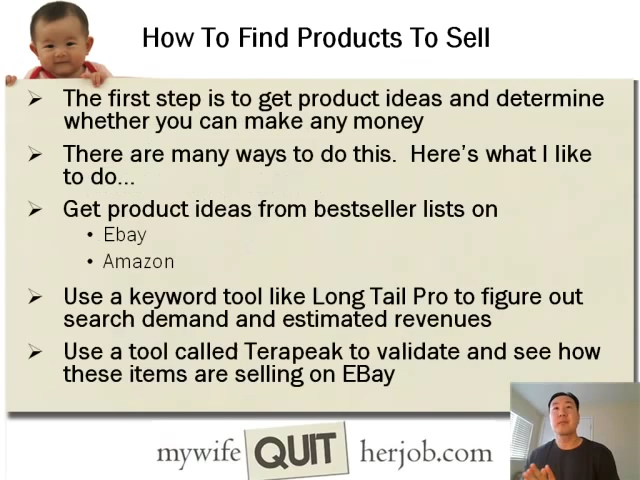 How To Find Products To Sell
➢ The first step is to get product ideas and determine
whether you can make any money
➢ There are many ways to do this. Here's what I like
to do...
➢ Get product ideas from bestseller lists on
• Ebay
• Amazon
➢ Use a keyword tool like Long Tail Pro to figure out
search demand and estimated revenues
➢ Use a tool called Terapeak to validate and see how
these items are selling on EBay
mywife QUIT herjob.com